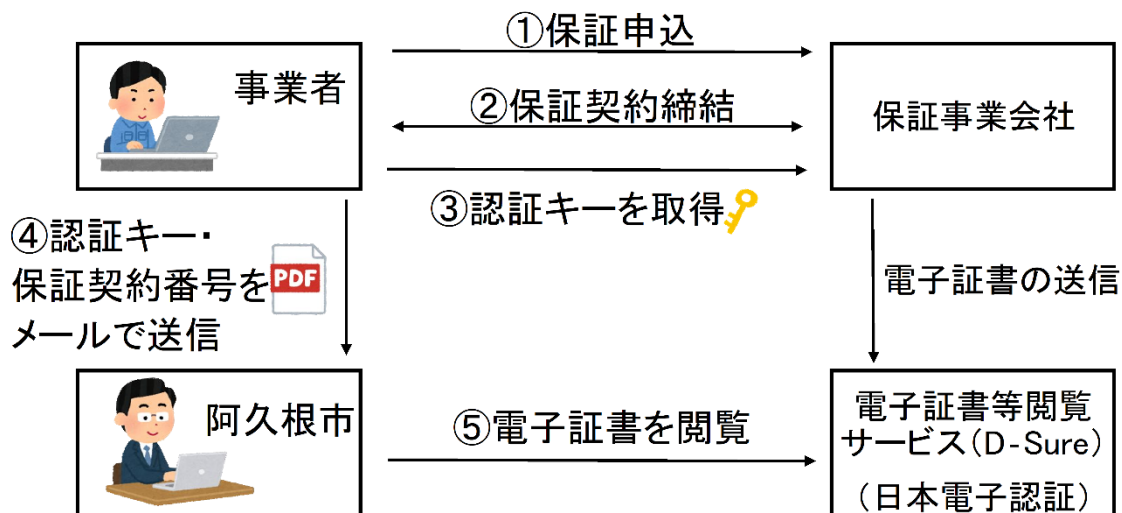 ①保証申込
事業者
②保証契約締結
保証事業会社
③認証キーを取得
④認証キー・
保証契約番号を
メールで送信
PDF
電子証書の送信
阿久根市
⑤電子証書を閲覧
電子証書等閲覧
サービス(D-Sure)
(日本電子認証)